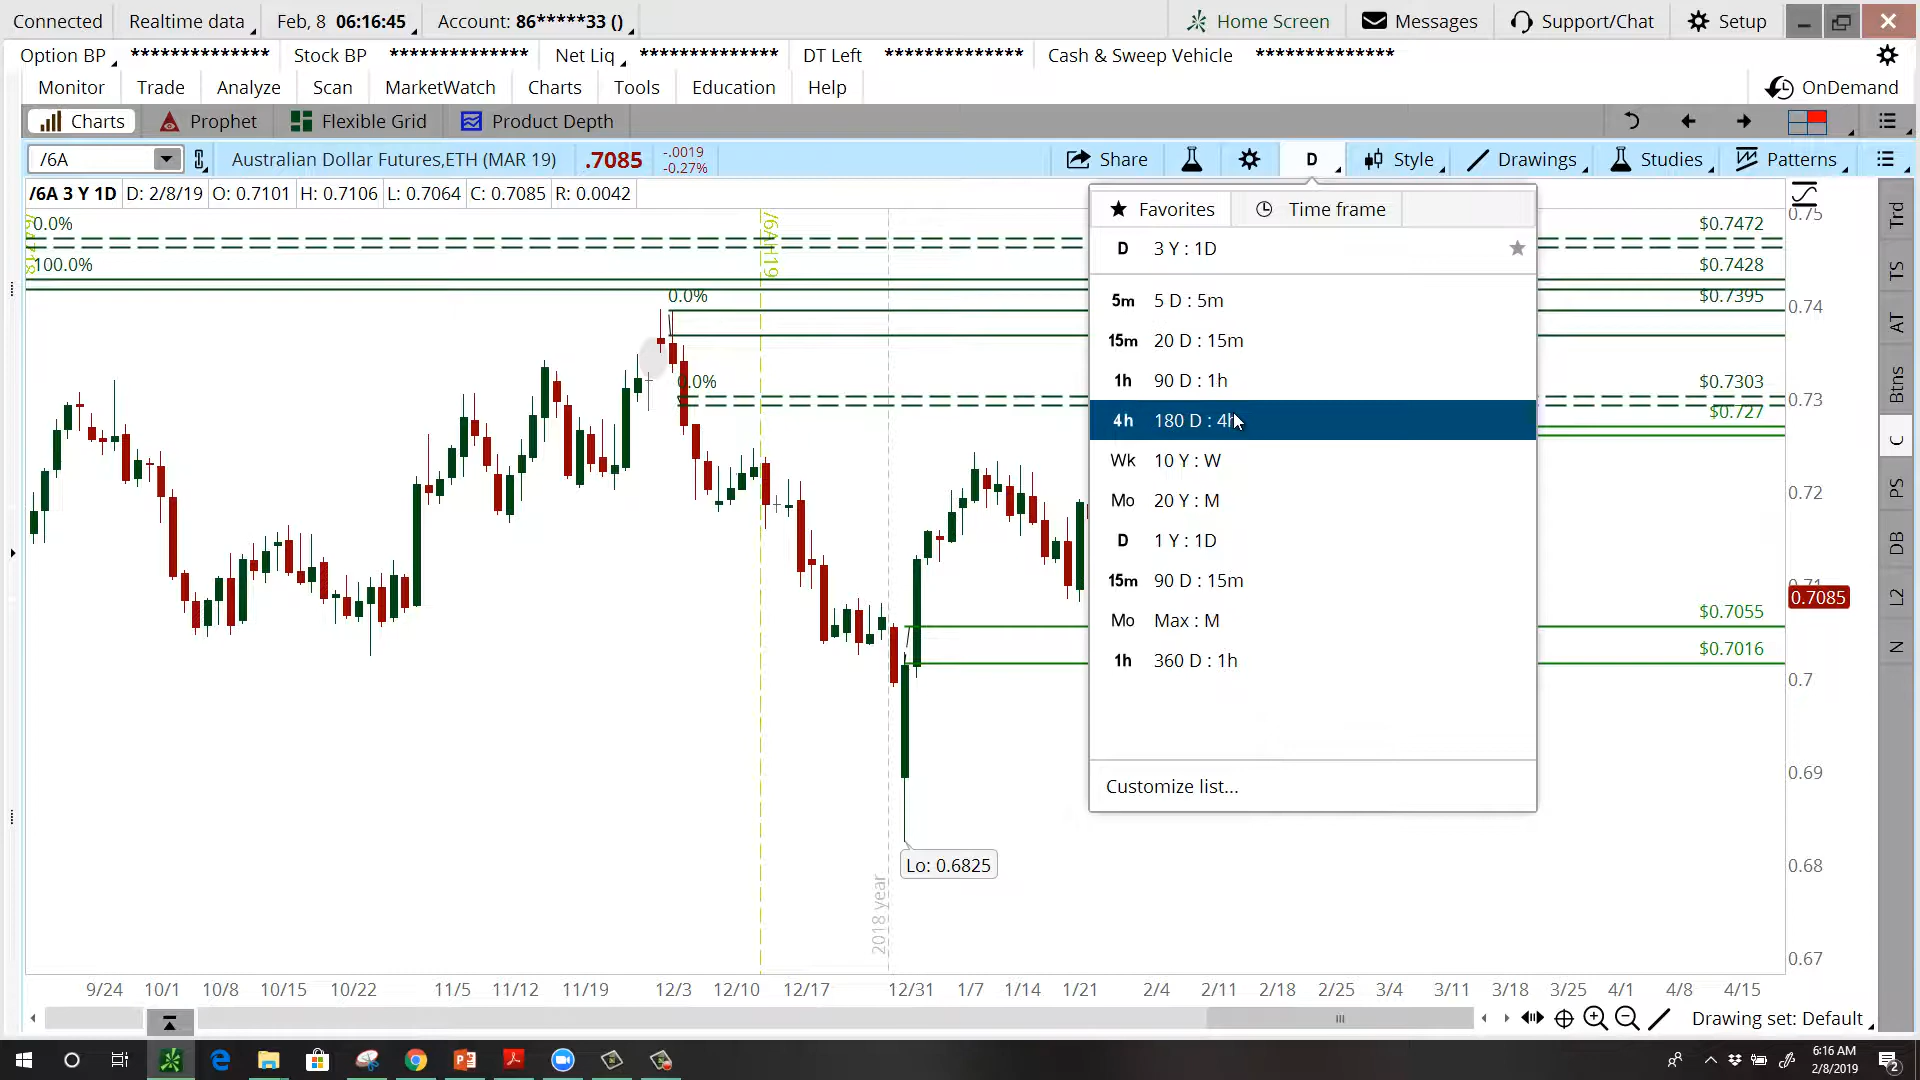 Connected Realtime data Feb, 8 06:16:45 Account: 86*****33 () Home Screen Messages Support/Chat Setup
Option BP ************** Stock BP ************** Net Liq ************** DT Left ************** Cash & Sweep Vehicle **************
Monitor Trade Analyze Scan MarketWatch Charts Tools Education Help OnDemand
Charts Prophet Flexible Grid Product Depth
/6A Australian Dollar Futures,ETH (MAR 19) .7085 -.0019 -0.27% Share D Style Drawings Studies Patterns
/6A 3 Y 1D D: 2/8/19 O: 0.7101 H: 0.7106 L: 0.7064 C: 0.7085 R: 0.0042
Favorites Time frame
D 3 Y : 1D
5m 5 D : 5m
15m 20 D : 15m
1h 90 D : 1h
4h 180 D : 4h
Wk 10 Y : W
Mo 20 Y : M
D 1 Y : 1D
15m 90 D : 15m
Mo Max : M
1h 360 D : 1h
Customize list...
0.0%
100.0%
0.0%
0.0%
/6AH19
2018 year
Lo: 0.6825
$0.7472
$0.7428
$0.7395
$0.7303
$0.727
$0.7055
$0.7016
0.75
0.74
0.73
0.72
0.71
0.7085
0.7
0.69
0.68
0.67
Trd
TS
AT
Btns
C
PS
DB
L2
N
9/24 10/1 10/8 10/15 10/22 11/5 11/12 11/19 12/3 12/10 12/17 12/31 1/7 1/14 1/21 2/4 2/11 2/18 2/25 3/4 3/11 3/18 3/25 4/1 4/8 4/15
Drawing set: Default
6:16 AM
2/8/2019
2